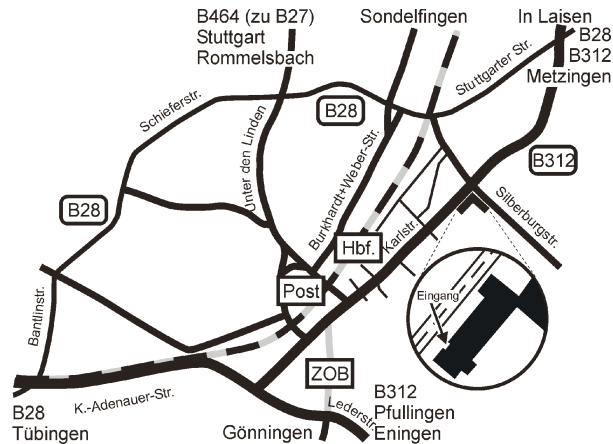 B464 (zu B27)
Stuttgart
Rommelsbach
Sondelfingen
In Laisen
B28
B312
Metzingen
Stuttgarter Str.
Schieferstr.
B28
Unter den Linden
Burkhardt+Weber-Str.
B312
B28
Silberburgstr.
Karlstr.
Hbf.
Post
Eingang
Bantlinstr.
ZOB
K.-Adenauer-Str.
Lederstr.
B28
Tübingen
Gönningen
B312
Pfullingen
Eningen